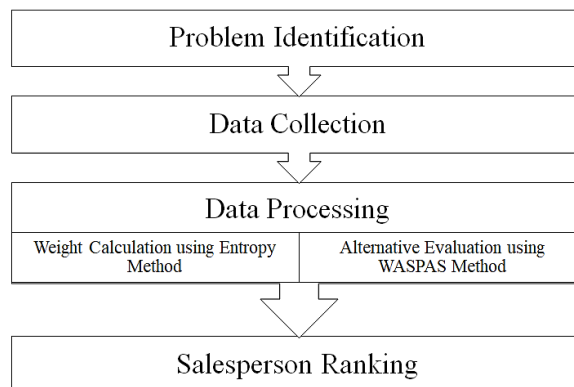 Problem Identification
Data Collection
Data Processing
Weight Calculation using Entropy
Method
Alternative Evaluation using
WASPAS Method
Salesperson Ranking